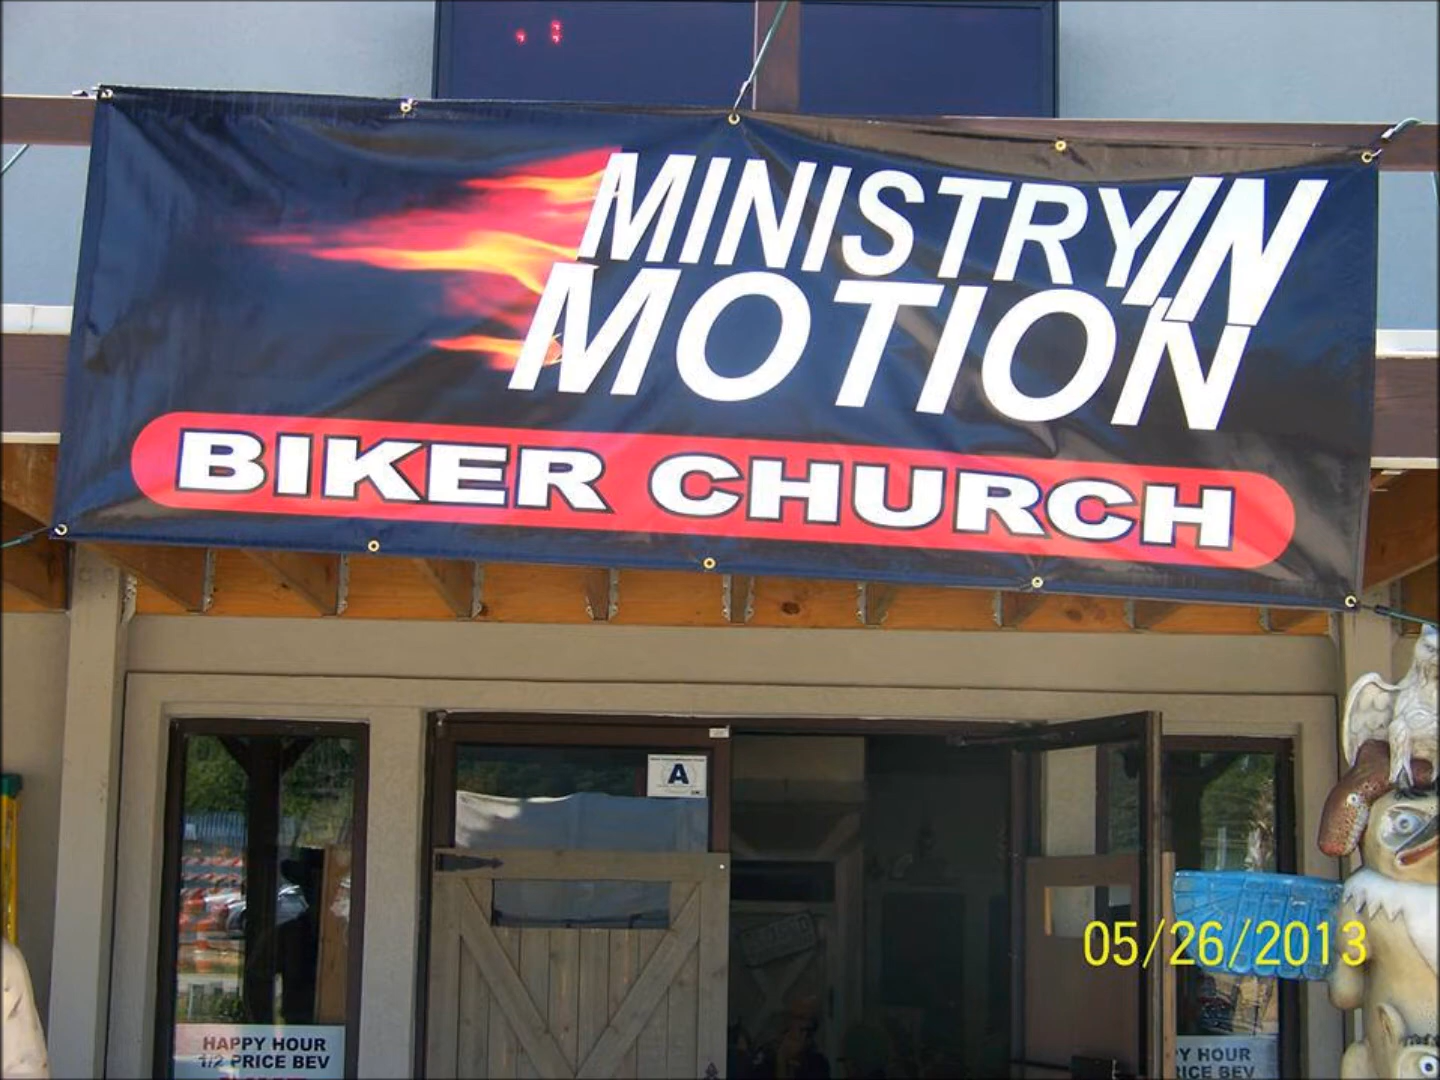 MINISTRY IN
MOTION
BIKER CHURCH
A
05/26/2013
HAPPY HOUR
1/2 PRICE BEV
Y HOUR
RICE BEV